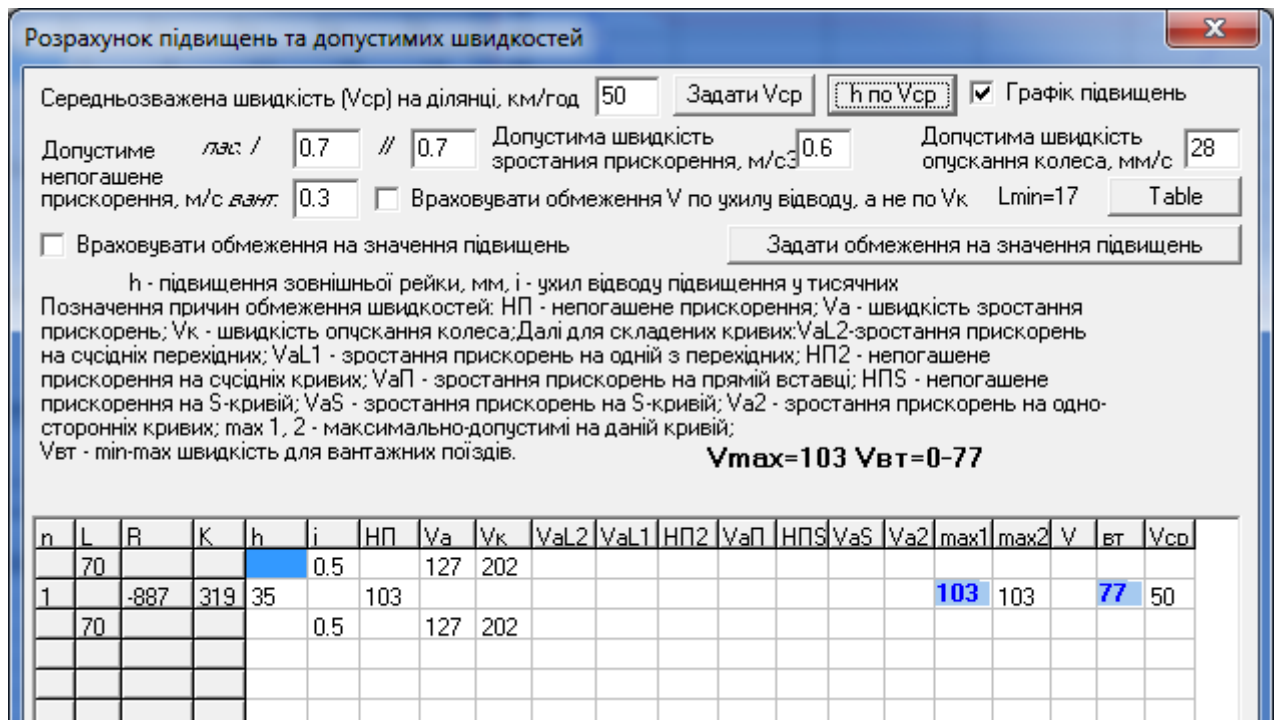 Розрахунок підвищень та допустимих швидкостей
x
Середньозважена швидкість (Vср) на ділянці, км/год 50 Задати Vср h по Vср Графік підвищень
Допустиме непогашене прискорення, м/с
пас. / 0.7 // 0.7
вант. 0.3
Допустима швидкість
зростания прискорення, м/с3 0.6
Допустима швидкість
опускання колеса, мм/с 28
Враховувати обмеження V по ухилу відводу, а не по Vк Lmin=17 Table
Враховувати обмеження на значення підвищень Задати обмеження на значення підвищень
h - підвищення зовнішньої рейки, мм, i - ухил відводу підвищення у тисячних
Позначення причин обмеження швидкостей: НП - непогашене прискорення; Va - швидкість зростання
прискорень; Vк - швидкість опускання колеса;Далі для складених кривих:VaL2-зростання прискорень
на сусідніх перехідних; VaL1 - зростання прискорень на одній з перехідних; НП2 - непогашене
прискорення на сусідніх кривих; VaП - зростання прискорень на прямій вставці; НПS - непогашене
прискорення на S-кривій; VaS - зростання прискорень на S-кривій; Va2 - зростання прискорень на одно-
сторонніх кривих; max 1, 2 - максимально-допустимі на даній кривій;
Vвт - min-max швидкість для вантажних поїздів. Vmax=103 Vвт=0-77
n L R K h i НП Va Vк VaL2 VaL1 НП2 VaП НПS VaS Va2 max1 max2 V вт Vср
70 0.5 127 202
1 -887 319 35 103 103 103 77 50
70 0.5 127 202